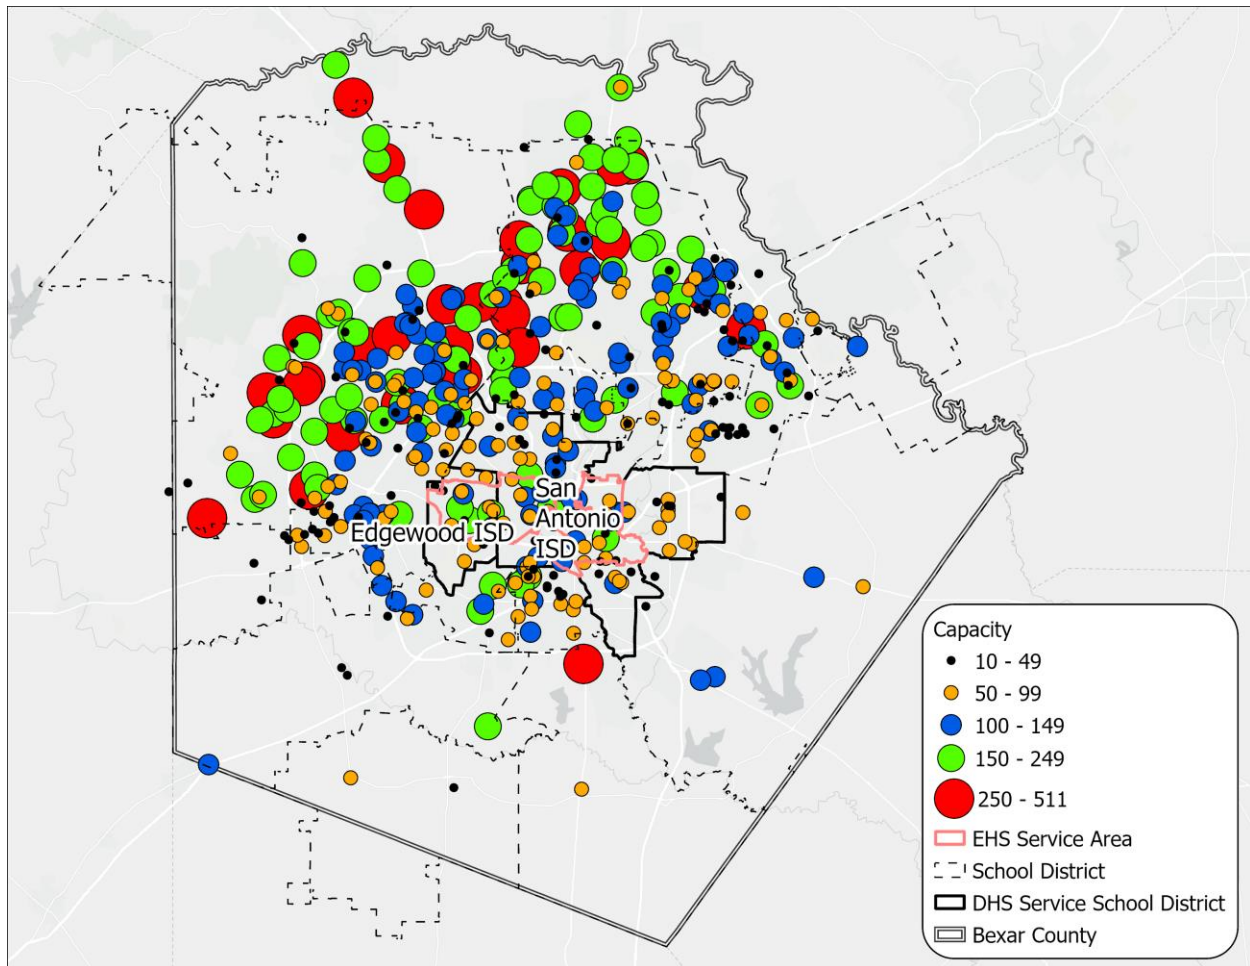 San
Antonio
ISD
Edgewood ISD
Capacity
10 - 49
50 - 99
100 - 149
150 - 249
250 - 511
EHS Service Area
School District
DHS Service School District
Bexar County